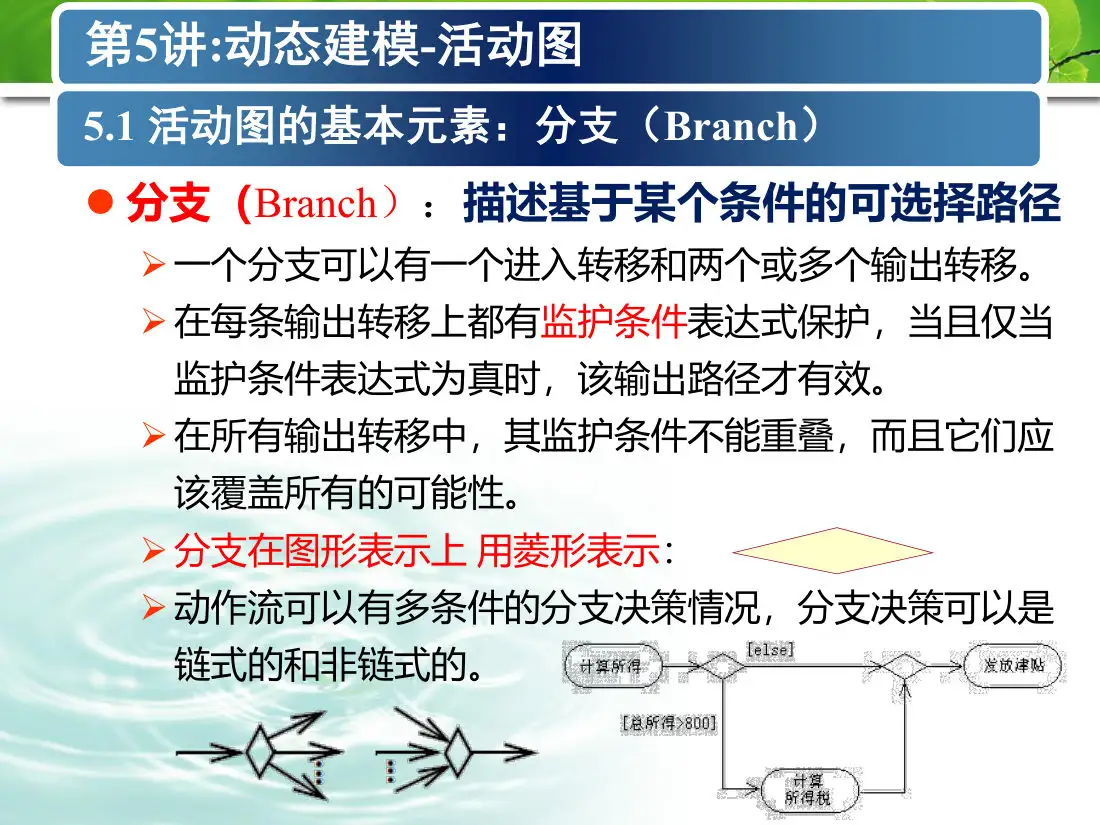 第5讲:动态建模-活动图
5.1 活动图的基本元素：分支（Branch）
分支（Branch）：描述基于某个条件的可选择路径
一个分支可以有一个进入转移和两个或多个输出转移。
在每条输出转移上都有监护条件表达式保护，当且仅当
监护条件表达式为真时，该输出路径才有效。
在所有输出转移中，其监护条件不能重叠，而且它们应
该覆盖所有的可能性。
分支在图形表示上 用菱形表示：
动作流可以有多条件的分支决策情况，分支决策可以是
链式的和非链式的。
计算所得
[else]
发放津贴
[总所得>800]
计算
所得税